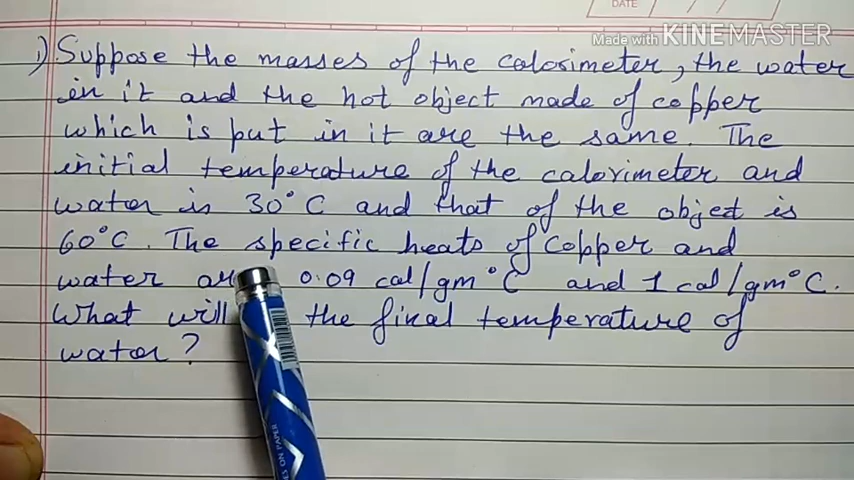 DATE
Made with KINEMASTER
1) Suppose the masses of the calorimeter, the water
in it and the hot object made of copper
which is put in it are the same. The
initial temperature of the calorimeter and
water is 30°C and that of the object is
60°C. The specific heats of copper and
water are 0.09 cal/gm°C and 1 cal/gm°C.
What will the final temperature of
water?